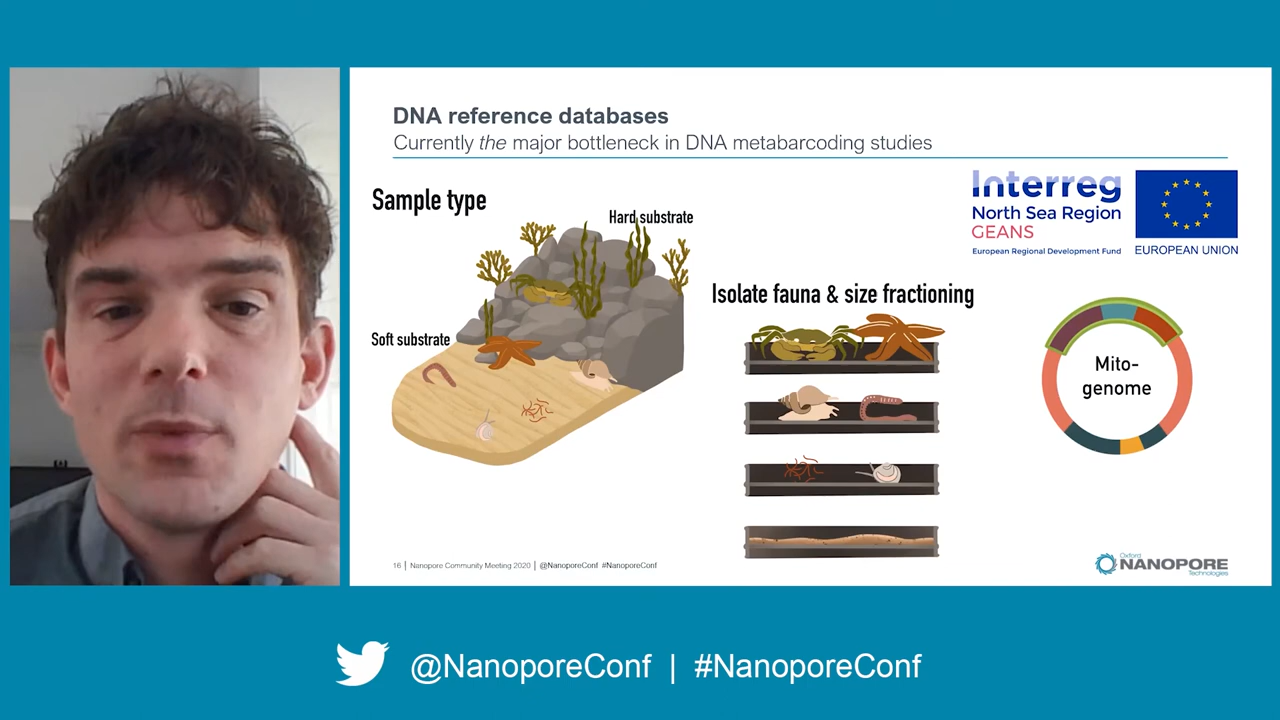 DNA reference databases
Currently the major bottleneck in DNA metabarcoding studies
Sample type
Hard substrate
Soft substrate
Interreg
North Sea Region
GEANS
European Regional Development Fund
EUROPEAN UNION
Isolate fauna & size fractioning
Mito-
genome
16 | Nanopore Community Meeting 2020 | @NanoporeConf #NanoporeConf
Oxford
NANOPORE
Technologies
@NanoporeConf | #NanoporeConf